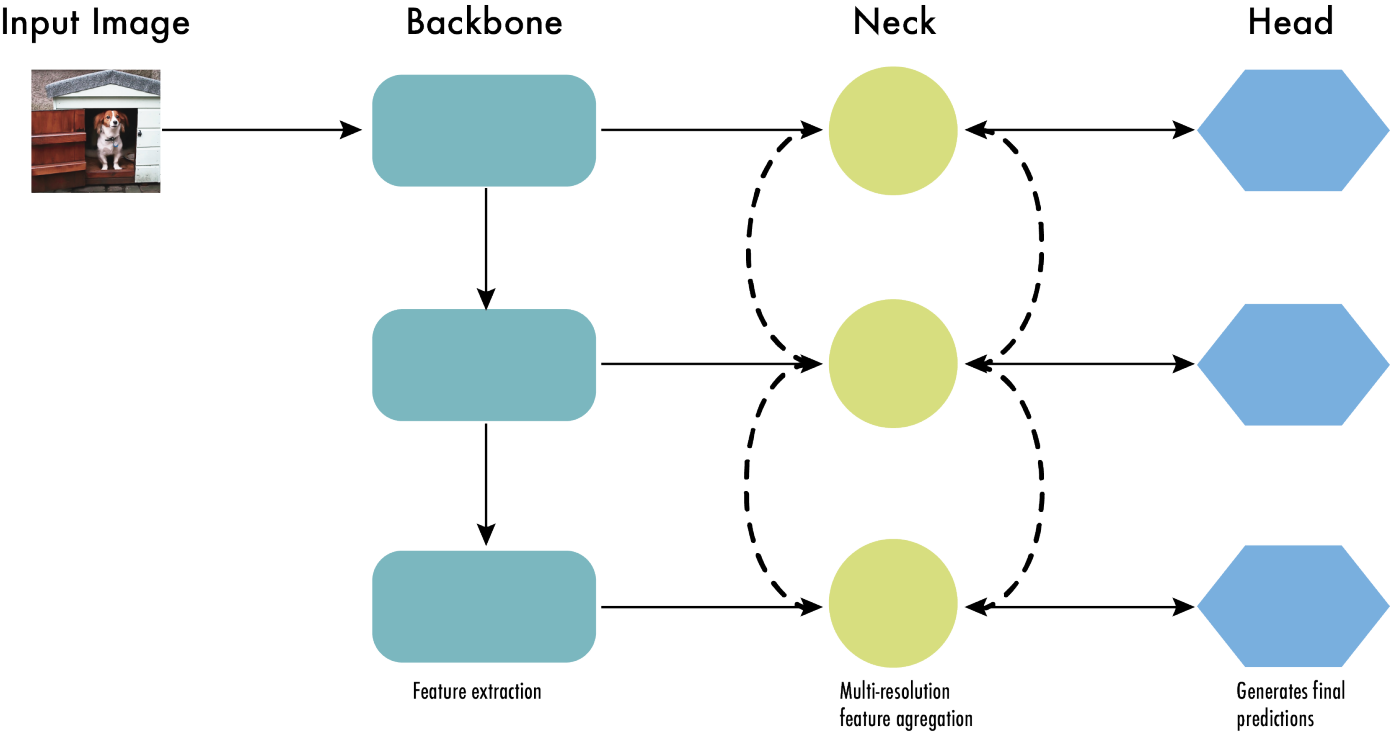 Input Image
Backbone
Neck
Head
Feature extraction
Multi-resolution
feature agregation
Generates final
predictions